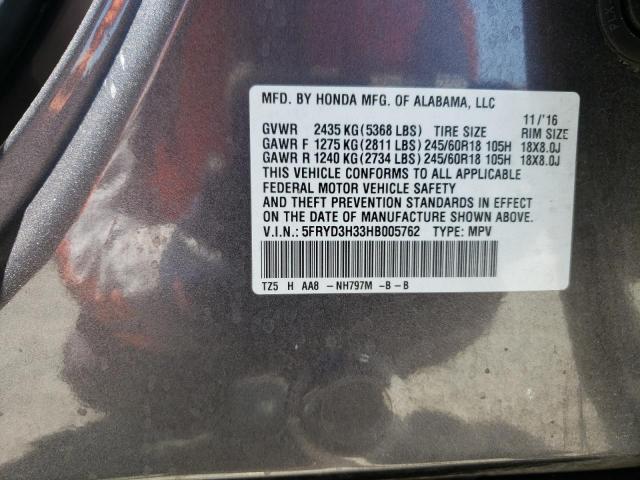 MFD. BY HONDA MFG. OF ALABAMA, LLC
11/'16
GVWR 2435 KG (5368 LBS) TIRE SIZE RIM SIZE
GAWR F 1275 KG (2811 LBS) 245/60R18 105H 18X8.0J
GAWR R 1240 KG (2734 LBS) 245/60R18 105H 18X8.0J
THIS VEHICLE CONFORMS TO ALL APPLICABLE
FEDERAL MOTOR VEHICLE SAFETY
AND THEFT PREVENTION STANDARDS IN EFFECT
ON THE DATE OF MANUFACTURE SHOWN ABOVE.
V.I.N.: 5FRYD3H33HB005762 TYPE: MPV
TZ5 H AA8 -NH797M -B-B